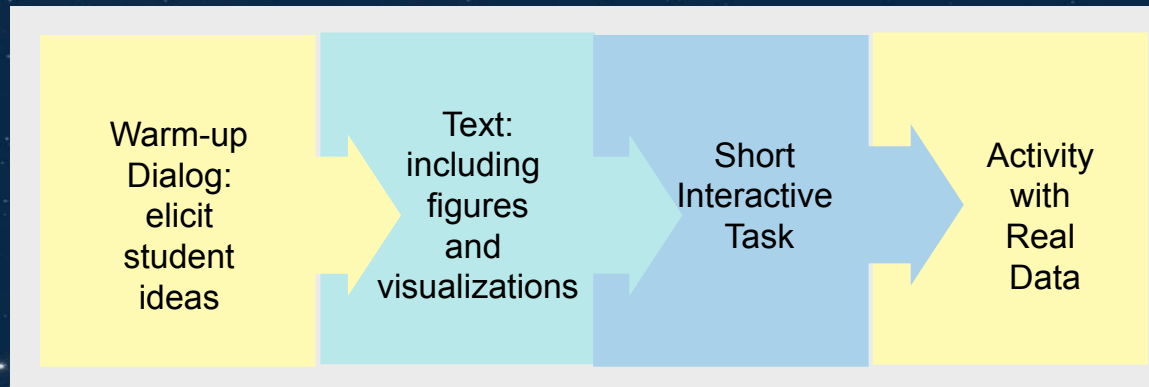 Warm-up
Dialog:
elicit
student
ideas
Text:
including
figures
and
visualizations
Short
Interactive
Task
Activity
with
Real
Data